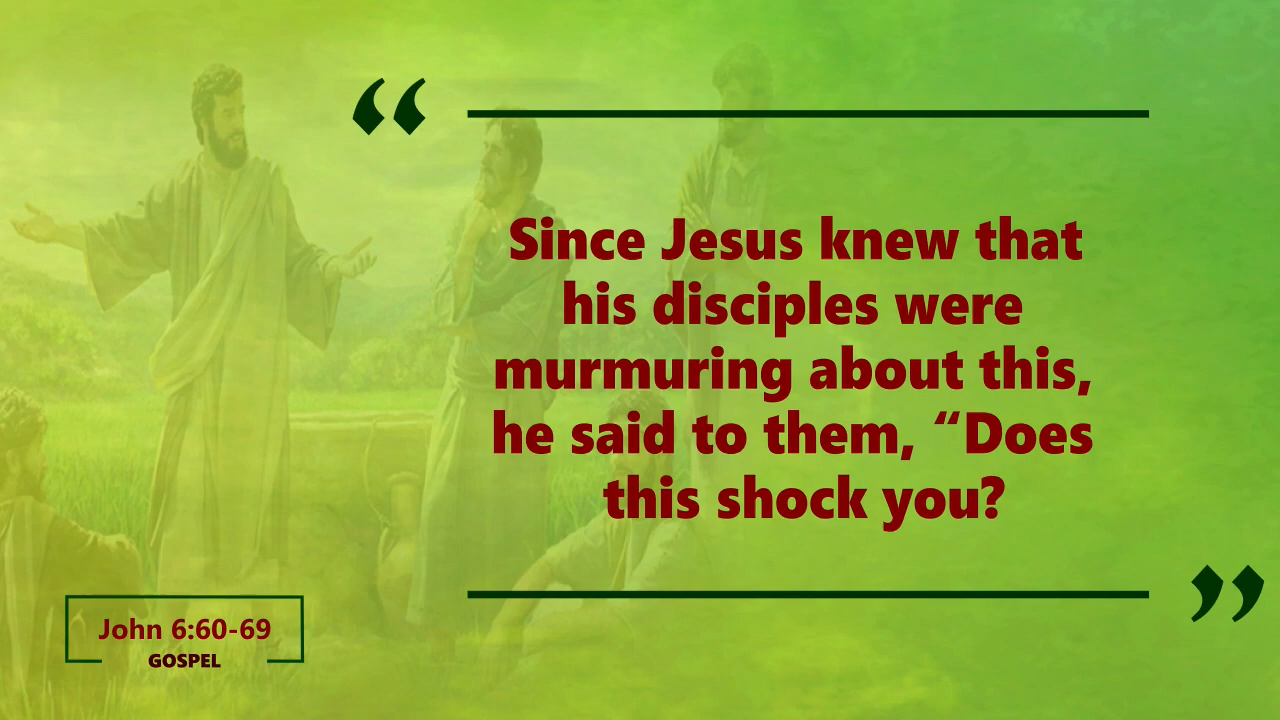 “
Since Jesus knew that
his disciples were
murmuring about this,
he said to them, “Does
this shock you?
”
John 6:60-69
GOSPEL